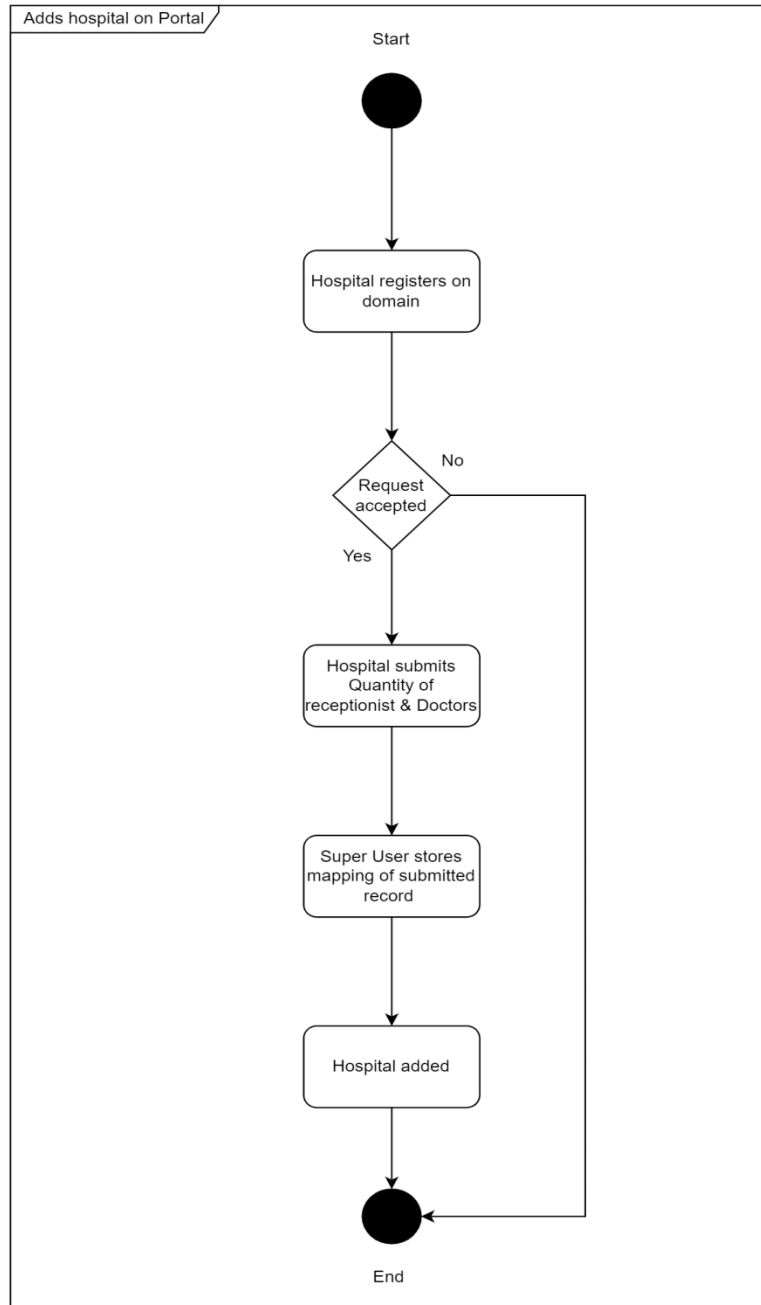 Adds hospital on Portal
Start
Hospital registers on
domain
No
Request
accepted
Yes
Hospital submits
Quantity of
receptionist & Doctors
Super User stores
mapping of submitted
record
Hospital added
End